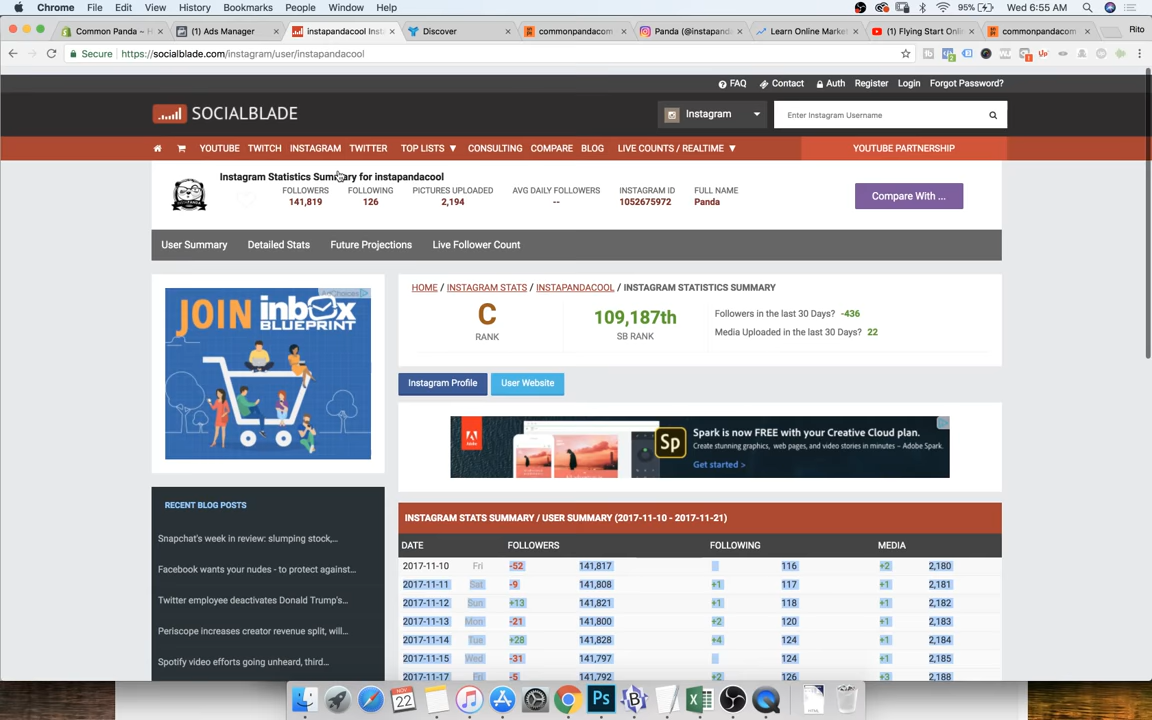 Chrome File Edit View History Bookmarks People Window Help 95% Wed 6:55 AM
Common Panda ~ H Ads Manager instapandacool Inst Discover commonpandacom Panda (@instapanda Learn Online Market Flying Start Onlin commonpandacom Rito
Secure https://socialblade.com/instagram/user/instapandacool
FAQ Contact Auth Register Login Forgot Password?
SOCIALBLADE Instagram Enter Instagram Username
YOUTUBE TWITCH INSTAGRAM TWITTER TOP LISTS CONSULTING COMPARE BLOG LIVE COUNTS / REALTIME YOUTUBE PARTNERSHIP
Instagram Statistics Summary for instapandacool
FOLLOWERS FOLLOWING PICTURES UPLOADED AVG DAILY FOLLOWERS INSTAGRAM ID FULL NAME
141,819 126 2,194 -- 1052675972 Panda
Compare With ...
User Summary Detailed Stats Future Projections Live Follower Count
HOME / INSTAGRAM STATS / INSTAPANDACOOL / INSTAGRAM STATISTICS SUMMARY
C
RANK
109,187th
SB RANK
Followers in the last 30 Days? -436
Media Uploaded in the last 30 Days? 22
AdChoices
JOIN inbox
BLUEPRINT
Instagram Profile User Website
Sp
Adobe
Spark is now FREE with your Creative Cloud plan.
Create stunning graphics, web pages, and video stories in minutes – Adobe Spark.
Get started >
RECENT BLOG POSTS
Snapchat's week in review: slumping stock,...
Facebook wants your nudes - to protect against...
Twitter employee deactivates Donald Trump's...
Periscope increases creator revenue split, will...
Spotify video efforts going unheard, third...
INSTAGRAM STATS SUMMARY / USER SUMMARY (2017-11-10 - 2017-11-21)
DATE FOLLOWERS FOLLOWING MEDIA
2017-11-10 Fri -52 141,817 116 +2 2,180
2017-11-11 Sat -9 141,808 +1 117 +1 2,181
2017-11-12 Sun +13 141,821 +1 118 +1 2,182
2017-11-13 Mon -21 141,800 +2 120 +1 2,183
2017-11-14 Tue +28 141,828 +4 124 +1 2,184
2017-11-15 Wed -31 141,797 124 +1 2,185
2017-11-17 Fri -5 141,792 +2 126 +3 2,188
NOV
22
Ps